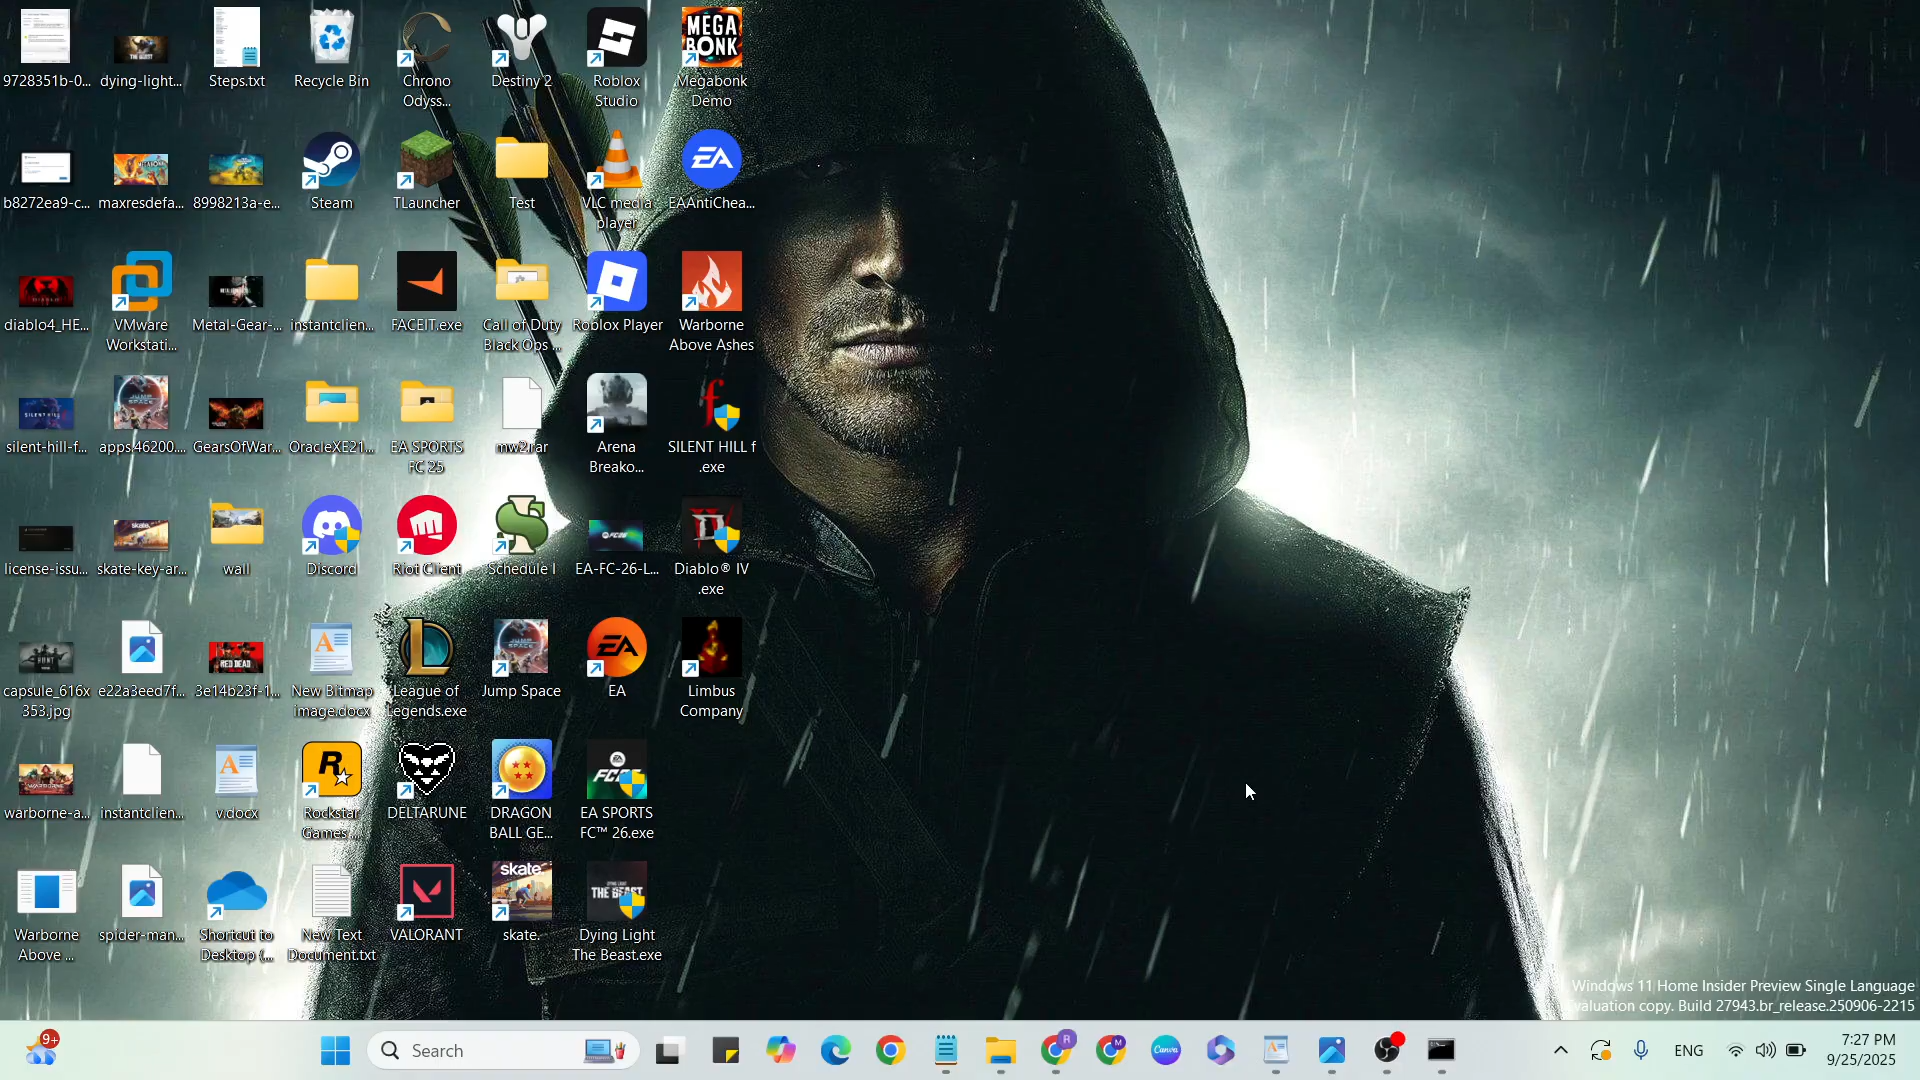 9728351b-0...
dying-light...
Steps.txt
Recycle Bin
Chrono
Odyss...
Destiny 2
Roblox
Studio
MEGA
BONK
Megabonk
Demo
b8272ea9-c...
maxresdefa...
8998213a-e...
Steam
TLauncher
Test
VLC media
player
EA
EAAntiChea...
diablo4_HE...
VMware
Workstati...
Metal-Gear-...
instantclien...
FACEIT.exe
Call of Duty
Black Ops ...
Roblox Player
Warborne
Above Ashes
silent-hill-f...
apps.46200....
GearsOfWar...
OracleXE21...
EA SPORTS
FC 25
mw2.rar
Arena
Breako...
SILENT HILL f
.exe
license-issu...
skate-key-ar...
wall
Discord
Riot Client
Schedule I
EA-FC-26-L...
Diablo® IV
.exe
capsule_616x
353.jpg
e22a3eed7f...
3e14b23f-1...
New Bitmap
image.docx
League of
Legends.exe
Jump Space
EA
EA
Limbus
Company
warborne-a...
instantclien...
v.docx
Rockstar
Games ...
DELTARUNE
DRAGON
BALL GE...
EA SPORTS
FC™ 26.exe
Warborne
Above ...
spider-man...
Shortcut to
Desktop (...
New Text
Document.txt
VALORANT
skate.
skate.
THE BEAST
Dying Light
The Beast.exe
Windows 11 Home Insider Preview Single Language
Evaluation copy. Build 27943.br_release.250906-2215
9+
Search
Canva
R
M
ENG
7:27 PM
9/25/2025